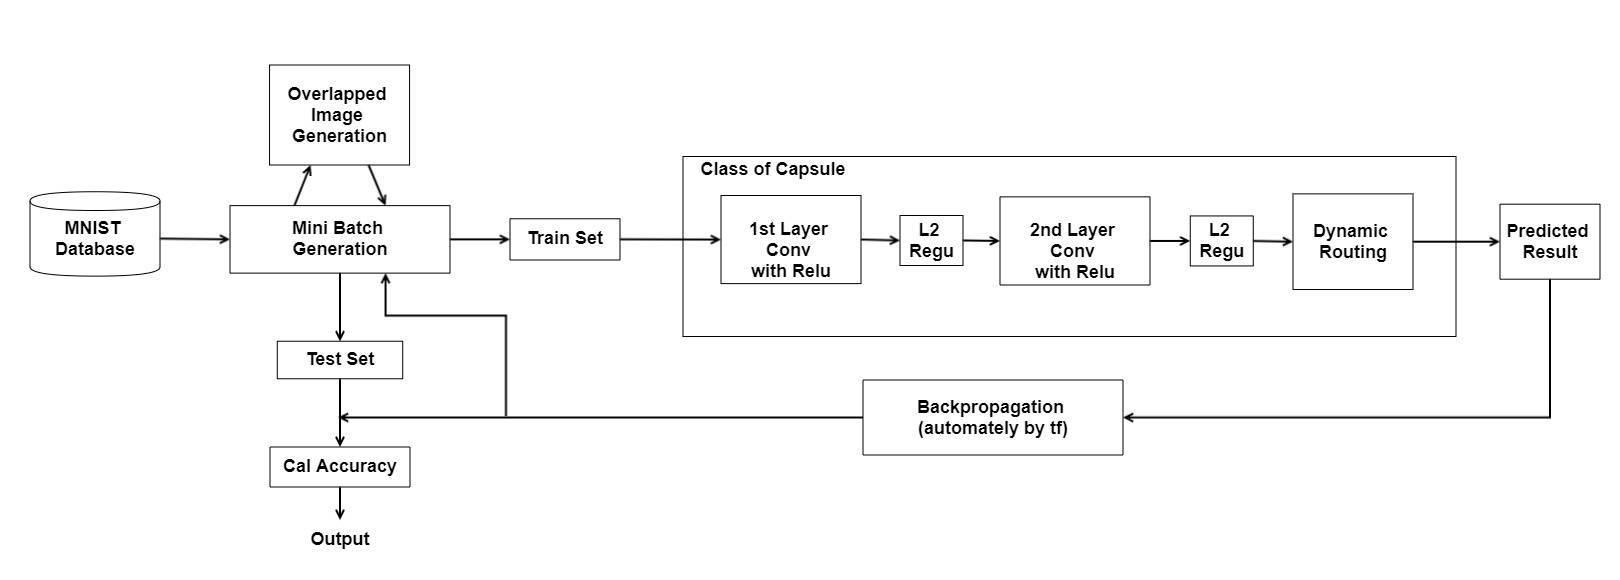 Overlapped
Image
Generation
MNIST
Database
Mini Batch
Generation
Train Set
Class of Capsule
1st Layer
Conv
with Relu
L2
Regu
2nd Layer
Conv
with Relu
L2
Regu
Dynamic
Routing
Predicted
Result
Test Set
Backpropagation
(automately by tf)
Cal Accuracy
Output